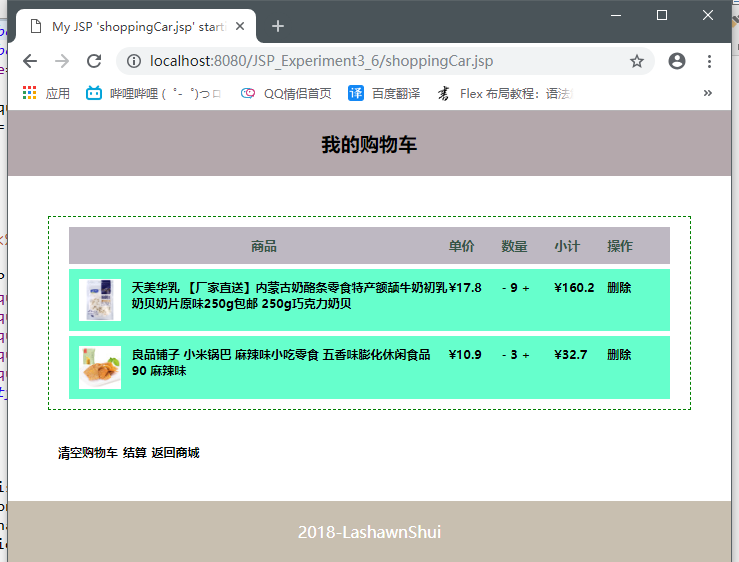 My JSP 'shoppingCar.jsp' starti
localhost:8080/JSP_Experiment3_6/shoppingCar.jsp
应用 哔哩哔哩 (゜-゜)つロ QQ情侣首页 译 百度翻译 Flex 布局教程：语法
我的购物车
商品 单价 数量 小计 操作
天美华乳 【厂家直送】内蒙古奶酪条零食特产额颉牛奶初乳 ¥17.8 - 9 + ¥160.2 删除
奶贝奶片原味250g包邮 250g巧克力奶贝
良品铺子 小米锅巴 麻辣味小吃零食 五香味膨化休闲食品 ¥10.9 - 3 + ¥32.7 删除
90 麻辣味
清空购物车 结算 返回商城
2018-LashawnShui